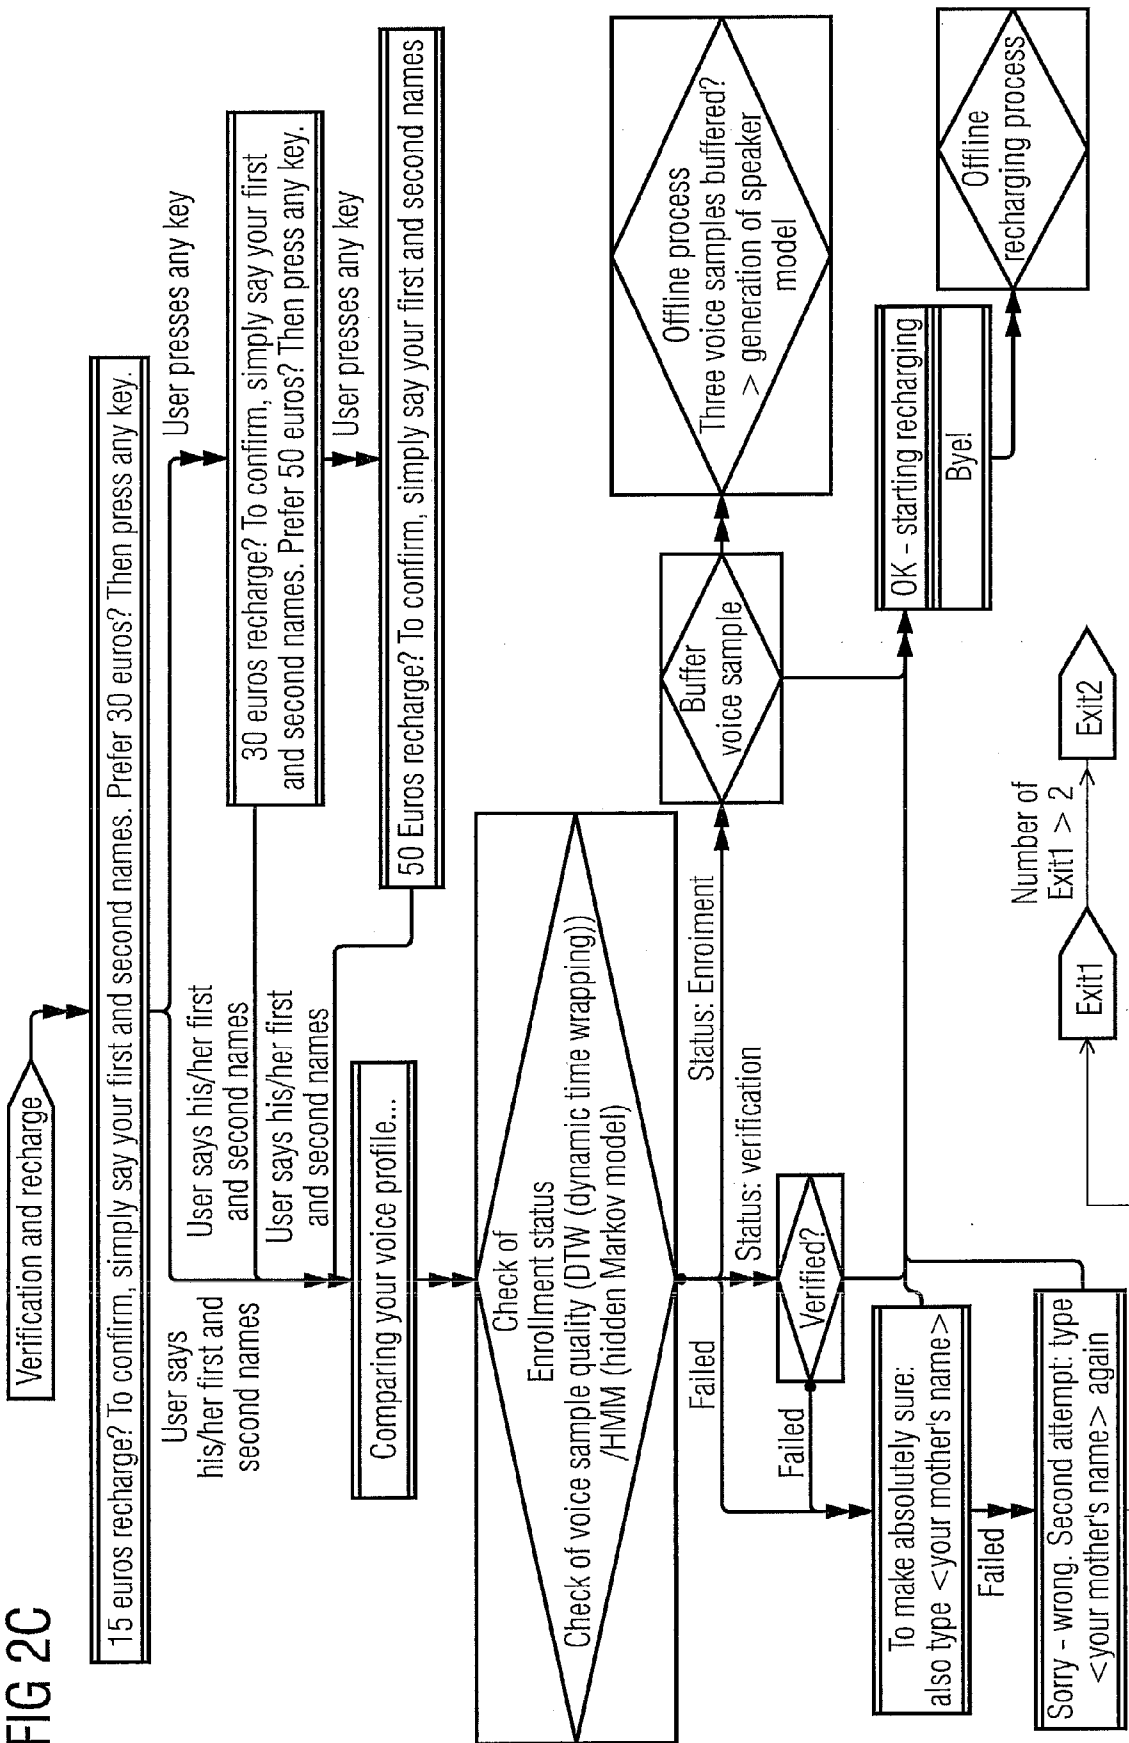 FIG 2C
Verification and recharge
15 euros recharge? To confirm, simply say your first and second names. Prefer 30 euros? Then press any key.
User presses any key
30 euros recharge? To confirm, simply say your first
and second names. Prefer 50 euros? Then press any key.
User presses any key
50 Euros recharge? To confirm, simply say your first and second names
User says his/her first
and second names
User says his/her first
and second names
User says
his/her first and
second names
Comparing your voice profile...
Check of
Enrollment status
Check of voice sample quality (DTW (dynamic time wrapping))
/HMM (hidden Markov model)
Status: Enroiment
Buffer
voice sample
Offline process
Three voice samples buffered?
> generation of speaker
model
Failed
Status: verification
Verified?
Failed
OK - starting recharging
Bye!
Offline
recharging process
To make absolutely sure:
also type <your mother's name>
Failed
Sorry - wrong. Second attempt: type
<your mother's name> again
Exit1
Number of
Exit1 > 2
Exit2